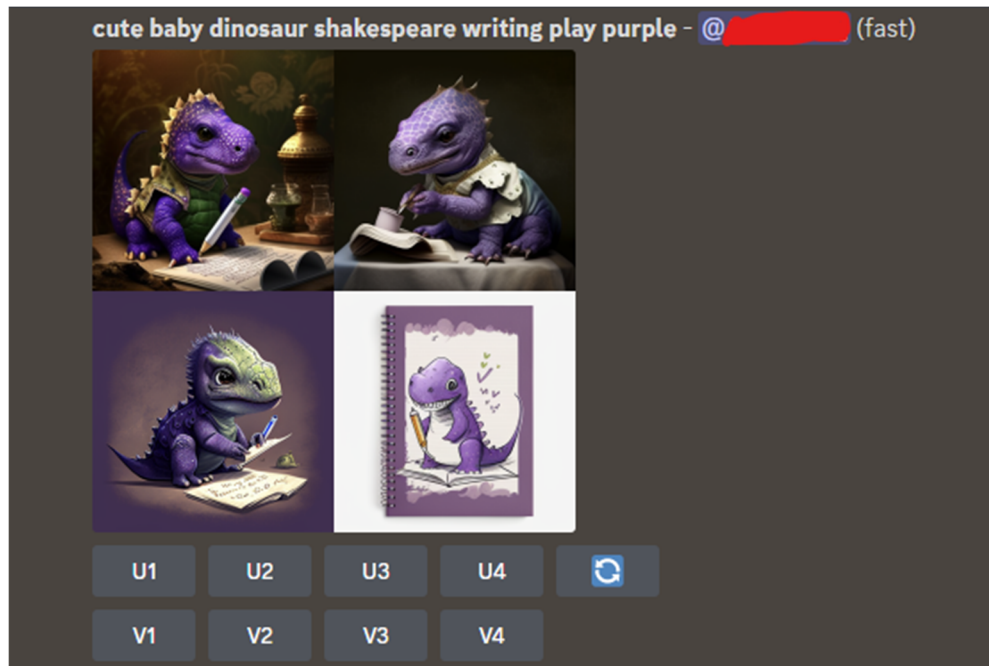 cute baby dinosaur shakespeare writing play purple - @ (fast)
U1 U2 U3 U4
V1 V2 V3 V4